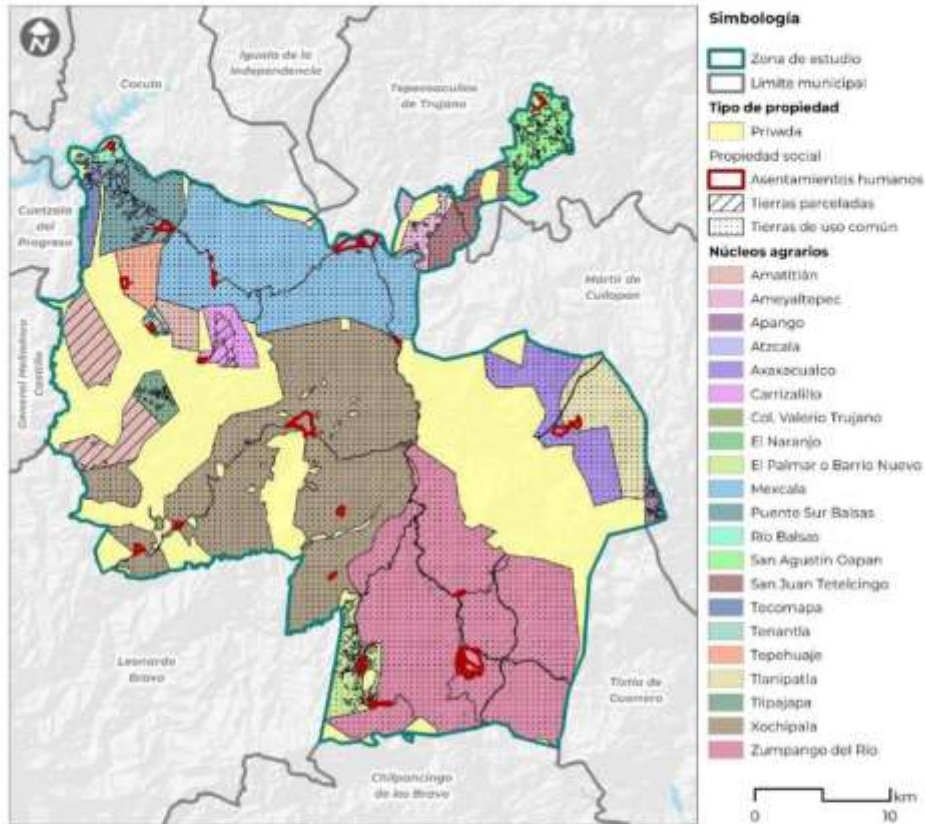 N
Cocula
Iguala de la
Independencia
Tepecoacuilco
de Trujano
Cuetzala
del
Progreso
Mártir de
Cuilapan
General Heliodoro
Castillo
Leonardo
Bravo
Tixtla de
Guerrero
Chilpancingo
de los Bravo
Simbología
Zona de estudio
Límite municipal
Tipo de propiedad
Privada
Propiedad social
Asentamientos humanos
Tierras parceladas
Tierras de uso común
Núcleos agrarios
Amatitlán
Ameyaltepec
Apango
Atzcala
Axaxacualco
Carrizalillo
Col. Valerio Trujano
El Naranjo
El Palmar o Barrio Nuevo
Mexcala
Puente Sur Balsas
Río Balsas
San Agustín Oapan
San Juan Tetelcingo
Tecomapa
Tenantla
Tepehuaje
Tlanipatla
Tilpajapa
Xochipala
Zumpango del Río
km
0 10